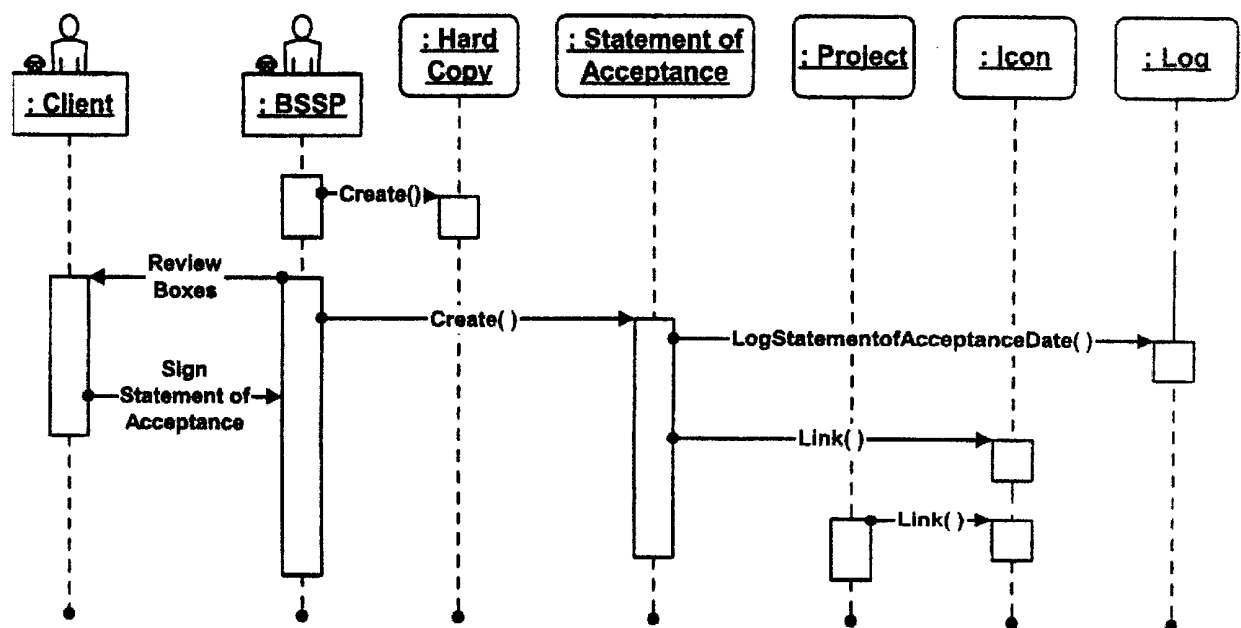 : Client
: BSSP
: Hard
Copy
: Statement of
Acceptance
: Project
: Icon
: Log
Create()
Review
Boxes
Create( )
LogStatementofAcceptanceDate( )
Sign
Statement of
Acceptance
Link( )
Link( )